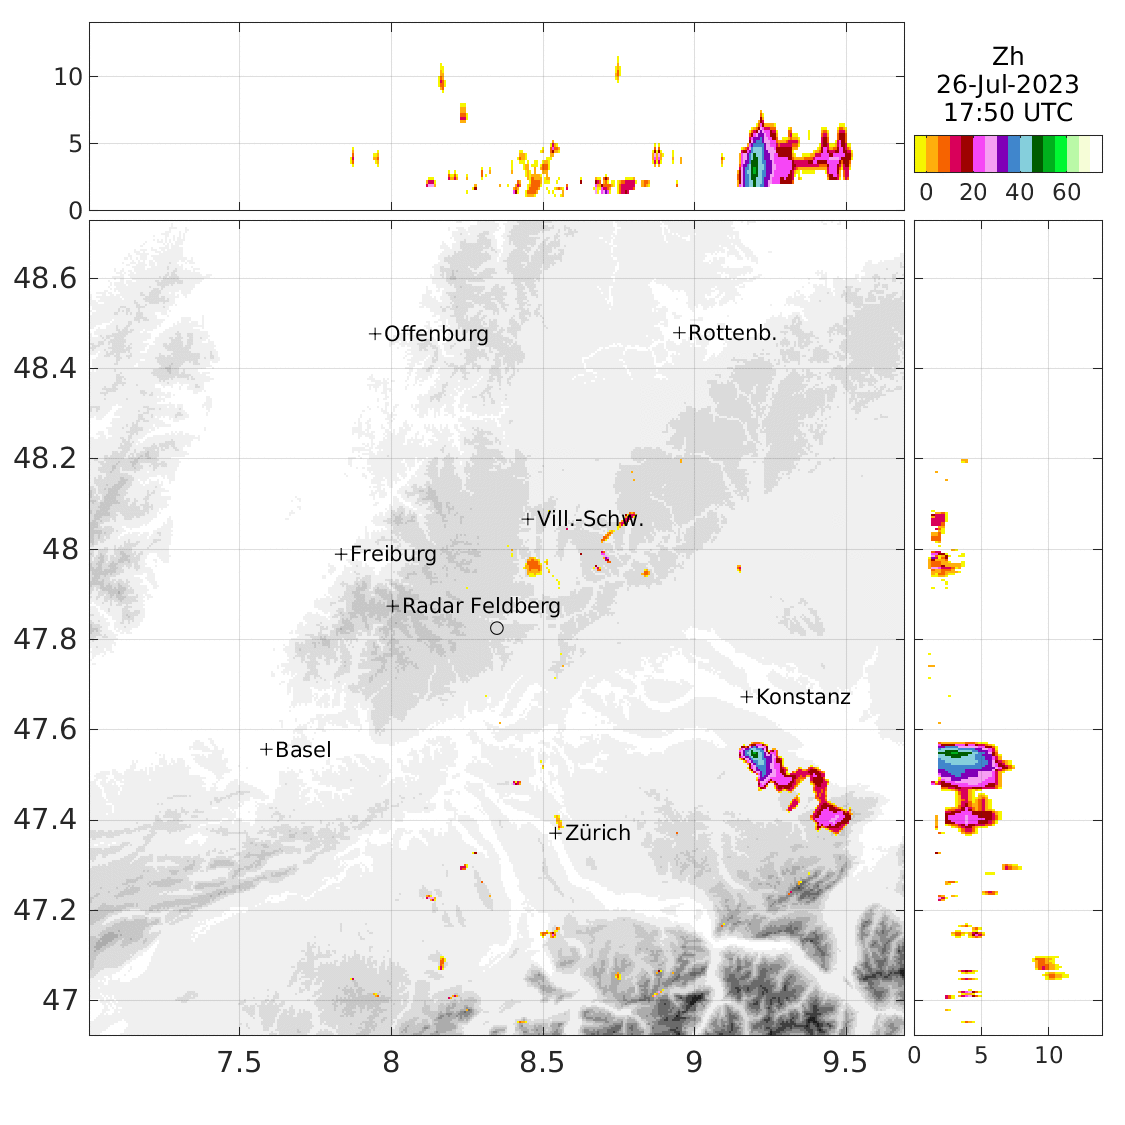 Zh
26-Jul-2023
17:50 UTC
10
5
0
0 20 40 60
48.6
48.4
48.2
48
47.8
47.6
47.4
47.2
47
+Offenburg
+Rottenb.
+Vill.-Schw.
+Freiburg
+Radar Feldberg
+Konstanz
+Basel
+Zürich
7.5 8 8.5 9 9.5
0 5 10